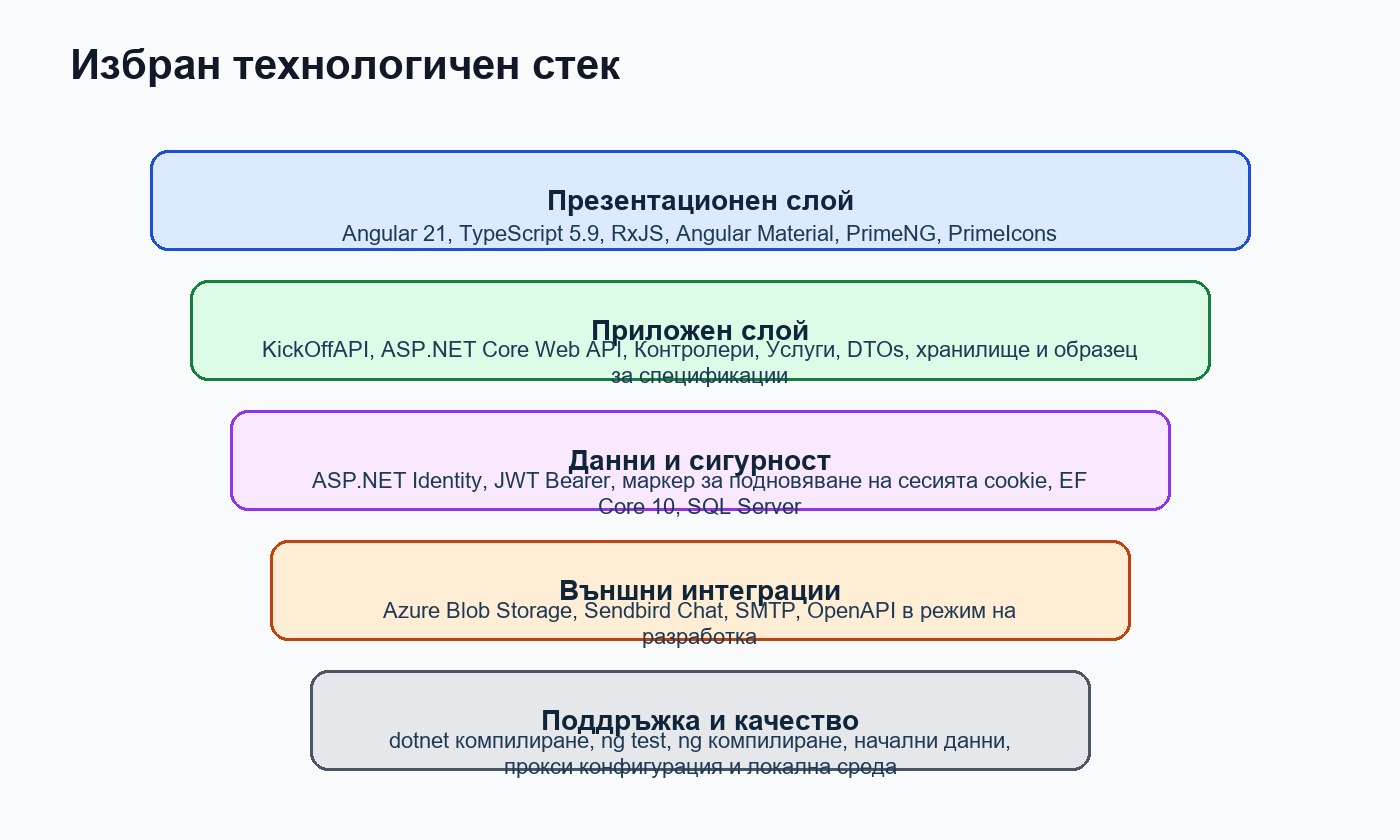 Избран технологичен стек
Презентационен слой
Angular 21, TypeScript 5.9, RxJS, Angular Material, PrimeNG, PrimeIcons
Приложен слой
KickOffAPI, ASP.NET Core Web API, Контролери, Услуги, DTOs, хранилище и образец
за спецификации
Данни и сигурност
ASP.NET Identity, JWT Bearer, маркер за подновяване на сесията cookie, EF
Core 10, SQL Server
Външни интеграции
Azure Blob Storage, Sendbird Chat, SMTP, OpenAPI в режим на
разработка
Поддръжка и качество
dotnet компилиране, ng test, ng компилиране, начални данни,
прокси конфигурация и локална среда